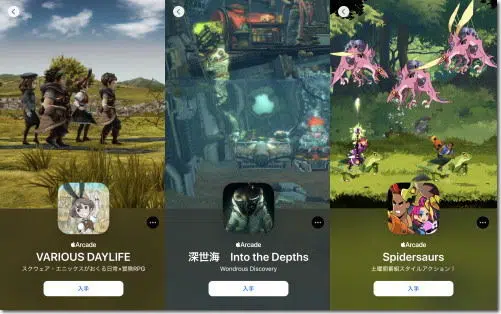 Arcade
VARIOUS DAYLIFE
スクウェア・エニックスがおくる日常×冒険RPG
入手
Arcade
深世海 Into the Depths
Wondrous Discovery
入手
Arcade
Spidersaurs
土曜朝番組スタイルアクション！
入手